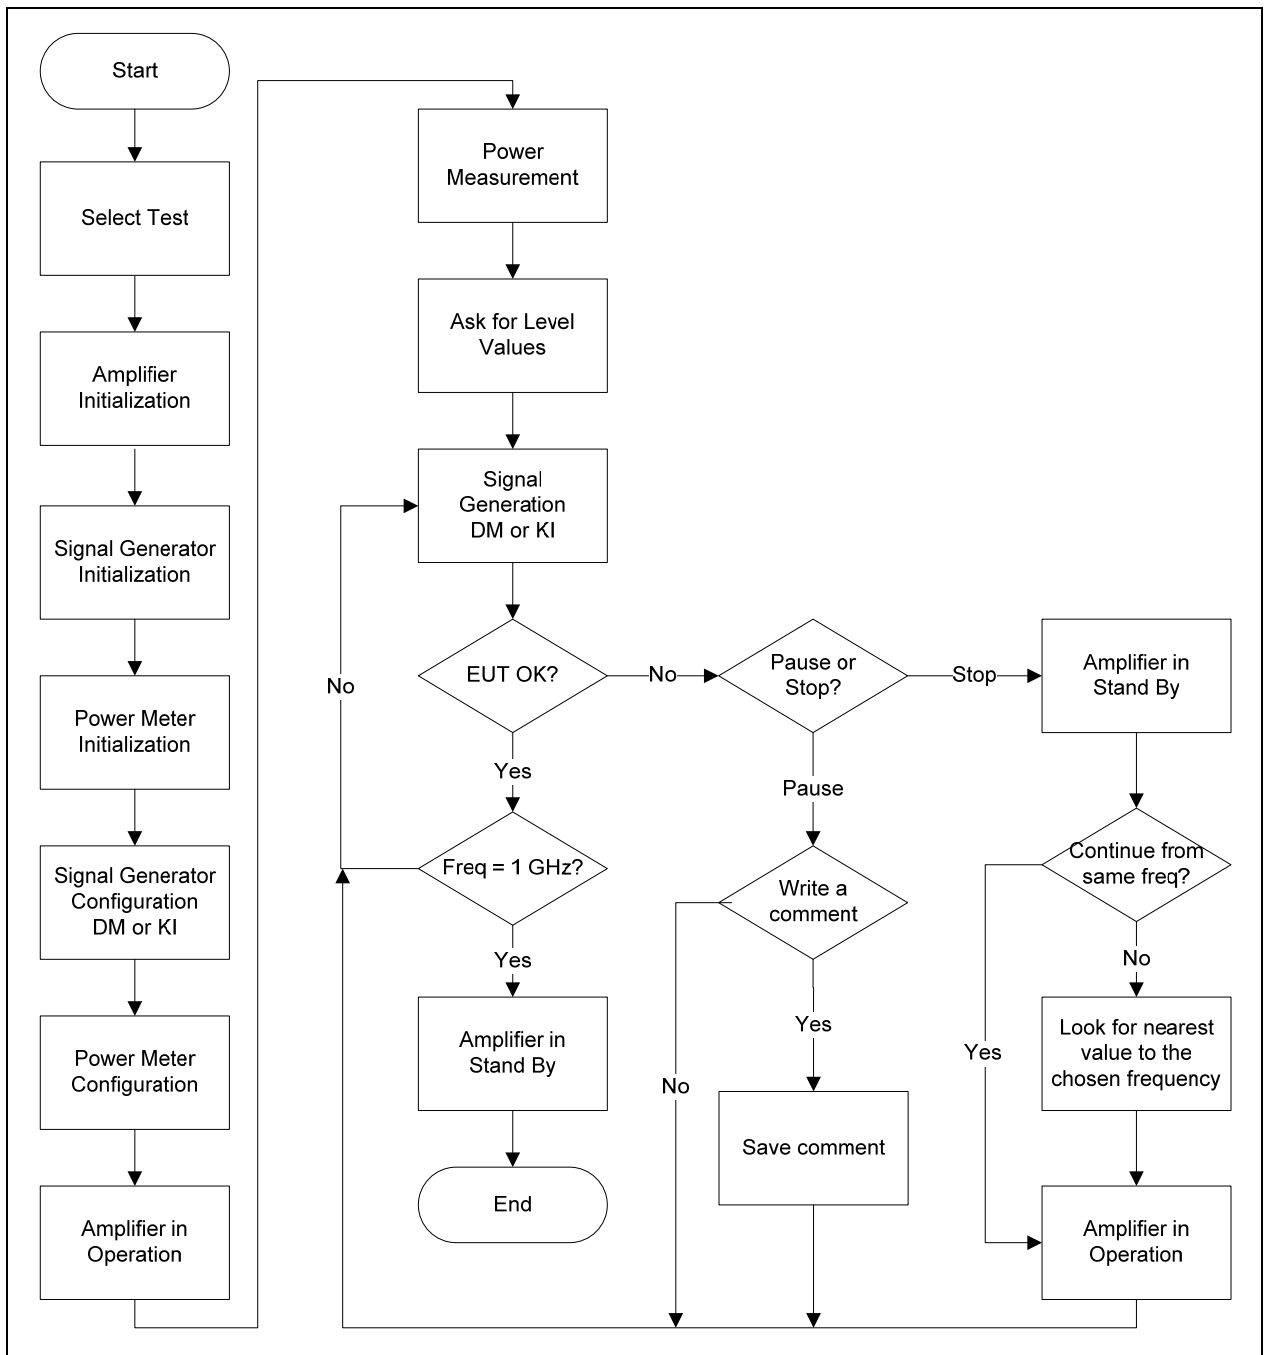 Start
Select Test
Amplifier
Initialization
Signal Generator
Initialization
Power Meter
Initialization
Signal Generator
Configuration
DM or KI
Power Meter
Configuration
Amplifier in
Operation
Power
Measurement
Ask for Level
Values
Signal
Generation
DM or KI
No
EUT OK?
No
Yes
Freq = 1 GHz?
Yes
Amplifier in
Stand By
End
Pause or
Stop?
Stop
Pause
Write a
comment
No
Yes
Save comment
Amplifier in
Stand By
Continue from
same freq?
Yes
No
Look for nearest
value to the
chosen frequency
Amplifier in
Operation